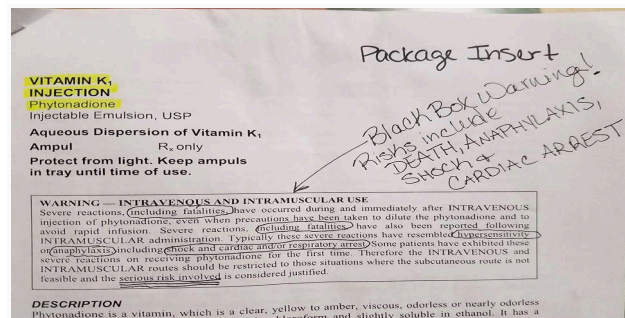 Package Insert
VITAMIN K1
INJECTION
Phytonadione
Injectable Emulsion, USP
Aqueous Dispersion of Vitamin K1
Ampul Rx only
Protect from light. Keep ampuls
in tray until time of use.
Black Box Warning!
Risks include
DEATH, ANAPHYLAXIS,
SHOCK &
CARDIAC ARREST
WARNING — INTRAVENOUS AND INTRAMUSCULAR USE
Severe reactions, including fatalities, have occurred during and immediately after INTRAVENOUS
injection of phytonadione, even when precautions have been taken to dilute the phytonadione and to
avoid rapid infusion. Severe reactions, including fatalities, have also been reported following
INTRAMUSCULAR administration. Typically these severe reactions have resembled hypersensitivity
or anaphylaxis, including shock and cardiac and/or respiratory arrest. Some patients have exhibited these
severe reactions on receiving phytonadione for the first time. Therefore the INTRAVENOUS and
INTRAMUSCULAR routes should be restricted to those situations where the subcutaneous route is not
feasible and the serious risk involved is considered justified.
DESCRIPTION
Phytonadione is a vitamin, which is a clear, yellow to amber, viscous, odorless or nearly odorless
chloroform and slightly soluble in ethanol. It has a